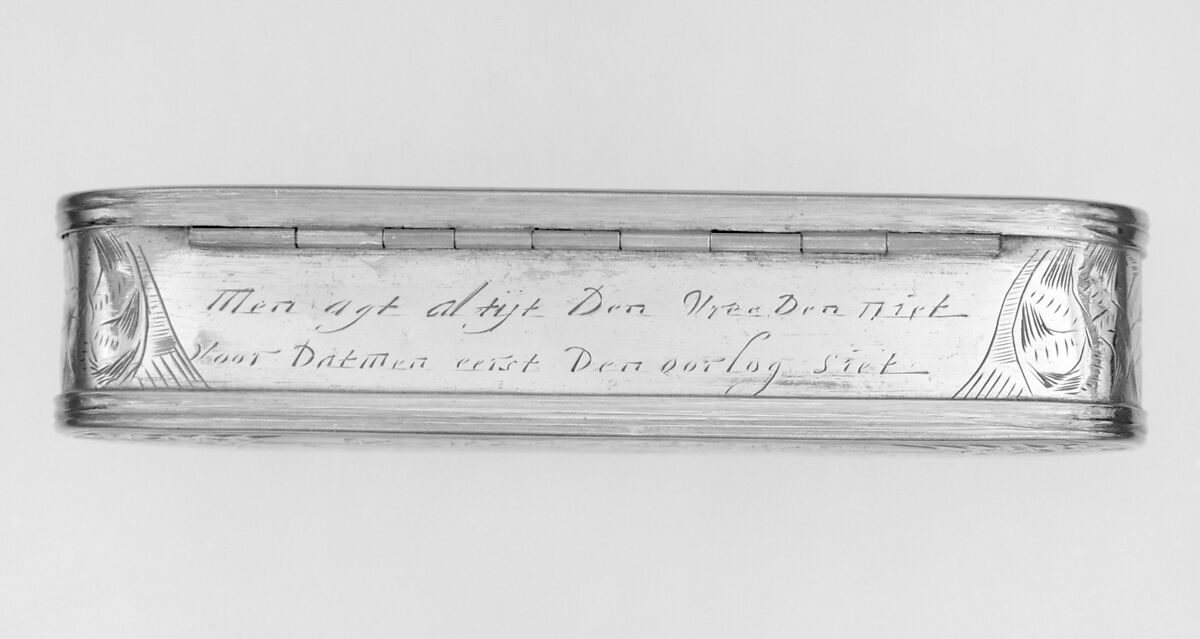 Men agt altijt Den VreeDen niet
Voor Datmen eerst Den oorlog siet